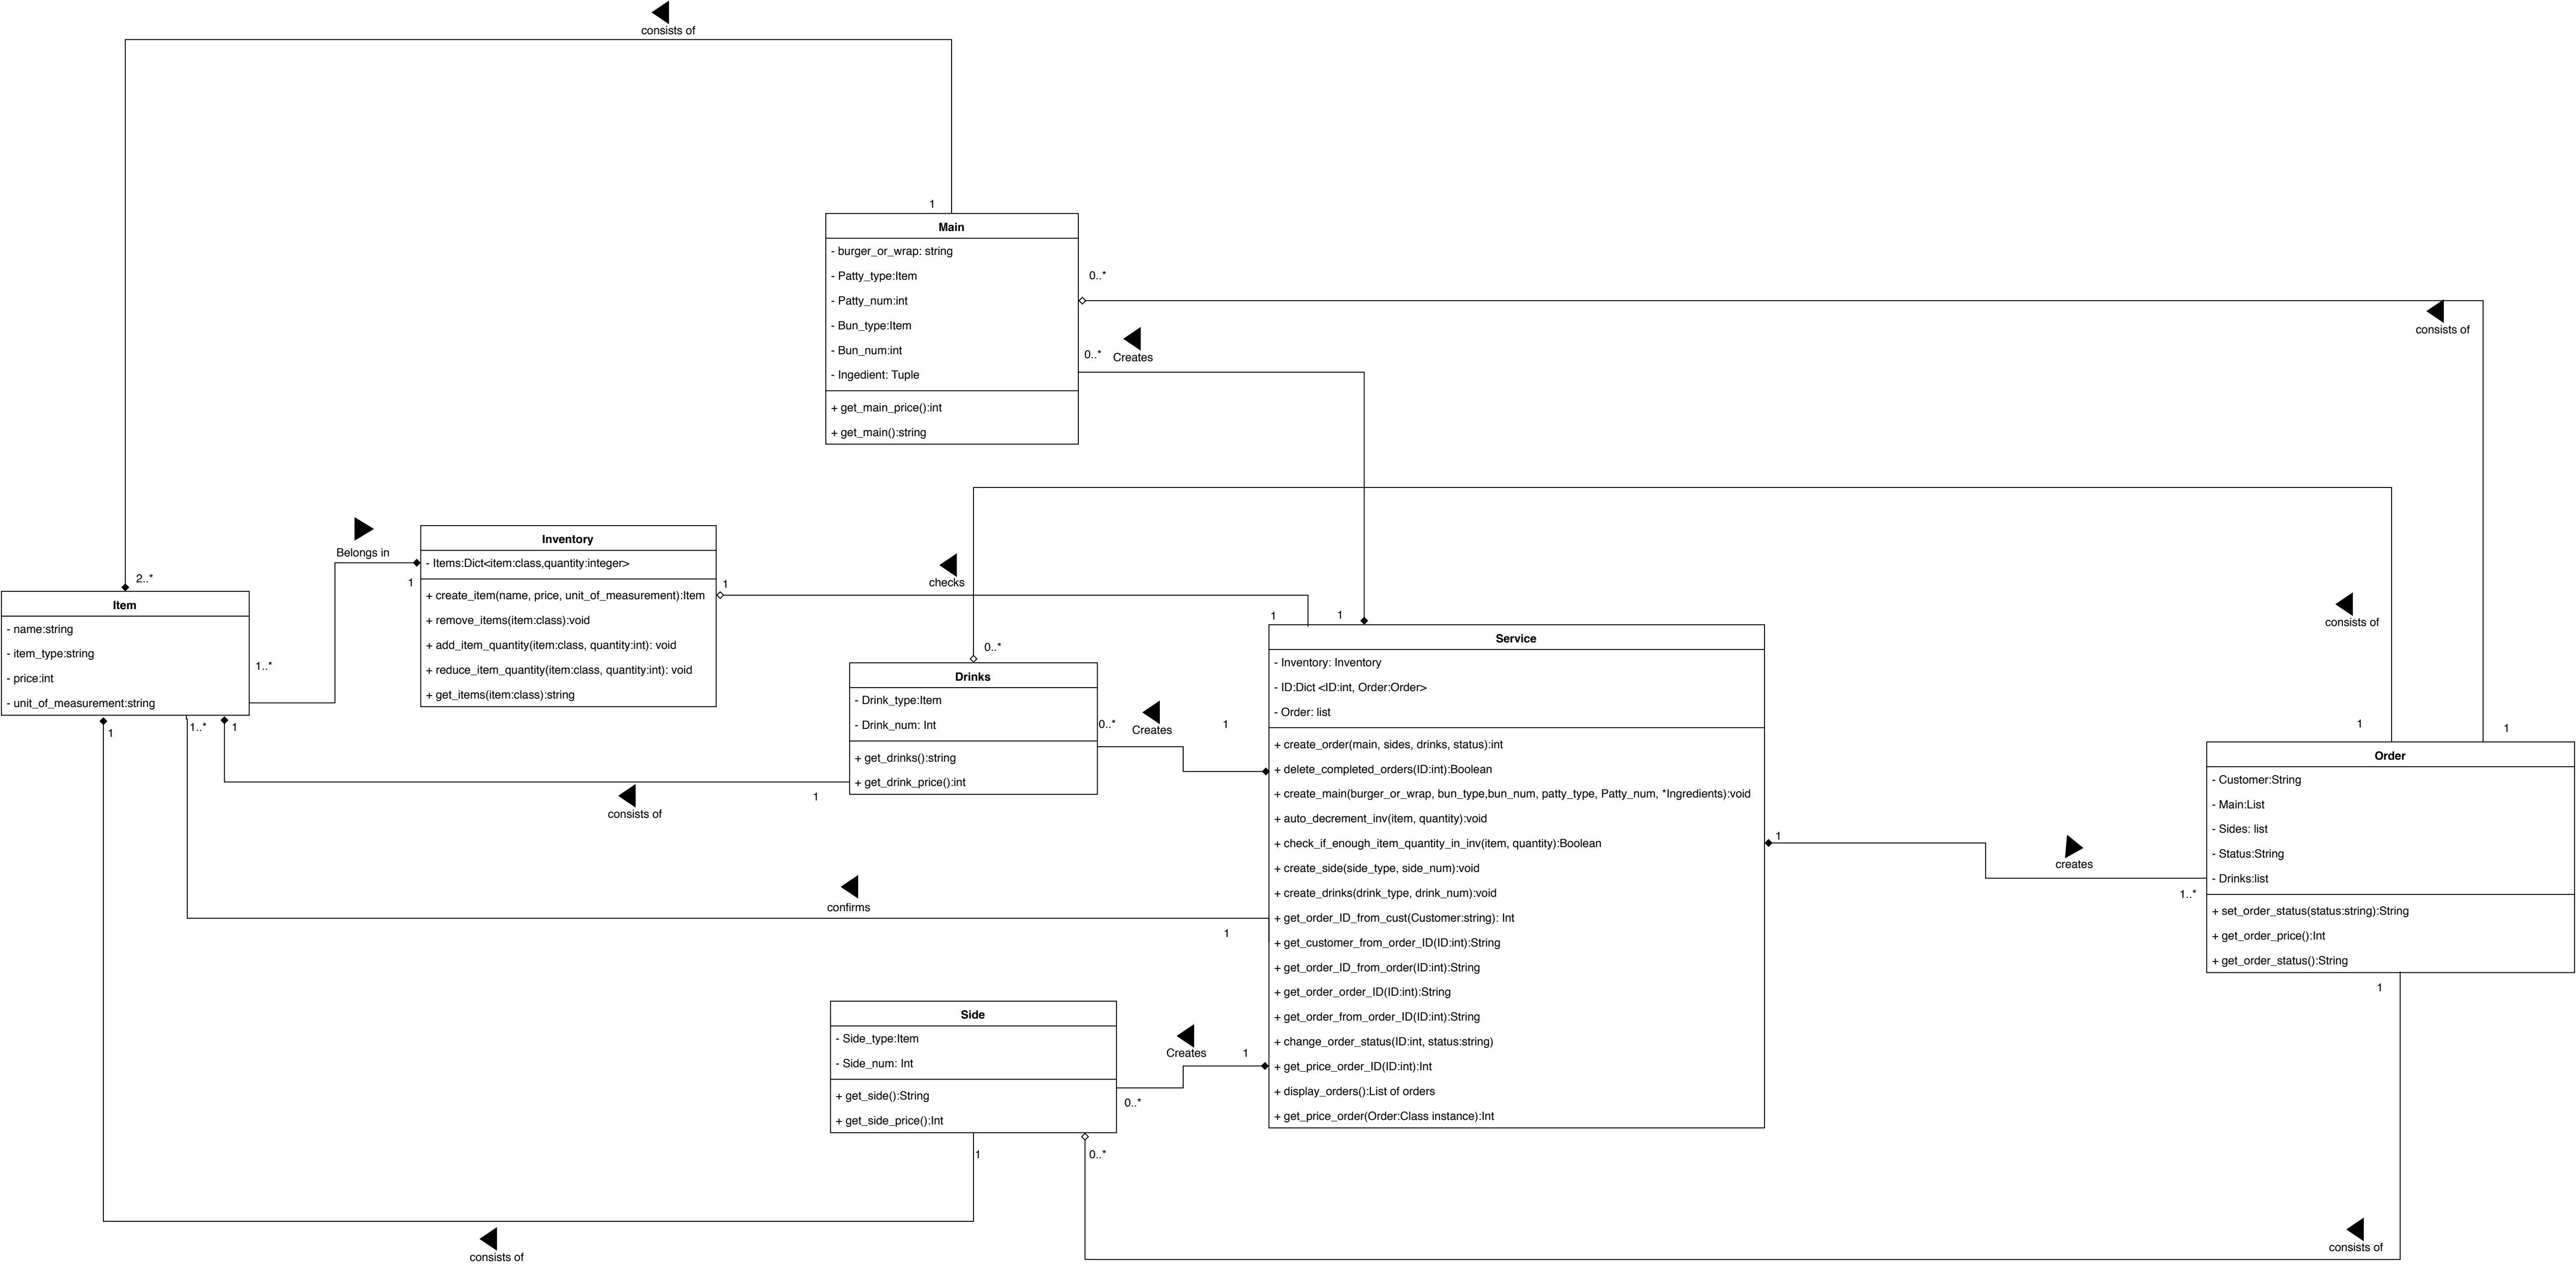 consists of
1
Main
- burger_or_wrap: string
- Patty_type:Item
- Patty_num:int
- Bun_type:Item
- Bun_num:int
- Ingedient: Tuple
+ get_main_price():int
+ get_main():string
0..*
consists of
0..*
Creates
Belongs in
1
2..*
Inventory
- Items:Dict<item:class,quantity:integer>
+ create_item(name, price, unit_of_measurement):Item
+ remove_items(item:class):void
+ add_item_quantity(item:class, quantity:int): void
+ reduce_item_quantity(item:class, quantity:int): void
+ get_items(item:class):string
1
checks
1
1
Item
- name:string
- item_type:string
- price:int
- unit_of_measurement:string
1..*
1
1..*
1
0..*
Drinks
- Drink_type:Item
- Drink_num: Int
+ get_drinks():string
+ get_drink_price():int
0..*
Creates
1
consists of
1
Service
- Inventory: Inventory
- ID:Dict <ID:int, Order:Order>
- Order: list
+ create_order(main, sides, drinks, status):int
+ delete_completed_orders(ID:int):Boolean
+ create_main(burger_or_wrap, bun_type,bun_num, patty_type, Patty_num, *Ingredients):void
+ auto_decrement_inv(item, quantity):void
+ check_if_enough_item_quantity_in_inv(item, quantity):Boolean
+ create_side(side_type, side_num):void
+ create_drinks(drink_type, drink_num):void
+ get_order_ID_from_cust(Customer:string): Int
+ get_customer_from_order_ID(ID:int):String
+ get_order_ID_from_order(ID:int):String
+ get_order_order_ID(ID:int):String
+ get_order_from_order_ID(ID:int):String
+ change_order_status(ID:int, status:string)
+ get_price_order_ID(ID:int):Int
+ display_orders():List of orders
+ get_price_order(Order:Class instance):Int
consists of
1
1
Order
- Customer:String
- Main:List
- Sides: list
- Status:String
- Drinks:list
+ set_order_status(status:string):String
+ get_order_price():Int
+ get_order_status():String
1
creates
1..*
1
confirms
1
Side
- Side_type:Item
- Side_num: Int
+ get_side():String
+ get_side_price():Int
Creates
1
0..*
1
0..*
consists of
consists of